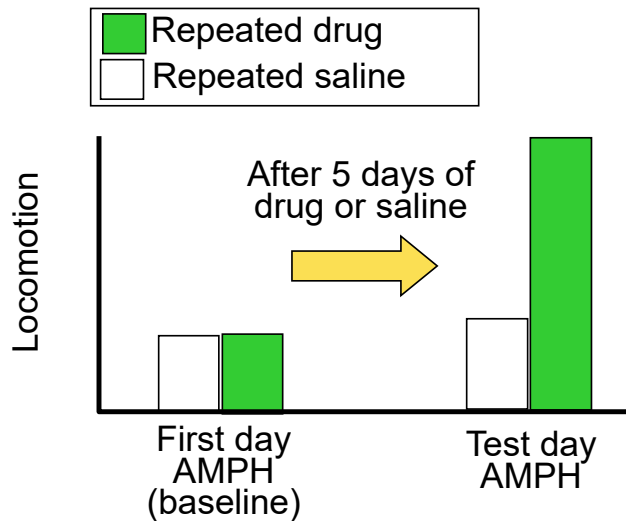 Repeated drug
Repeated saline
After 5 days of
drug or saline
Locomotion
First day
AMPH
(baseline)
Test day
AMPH